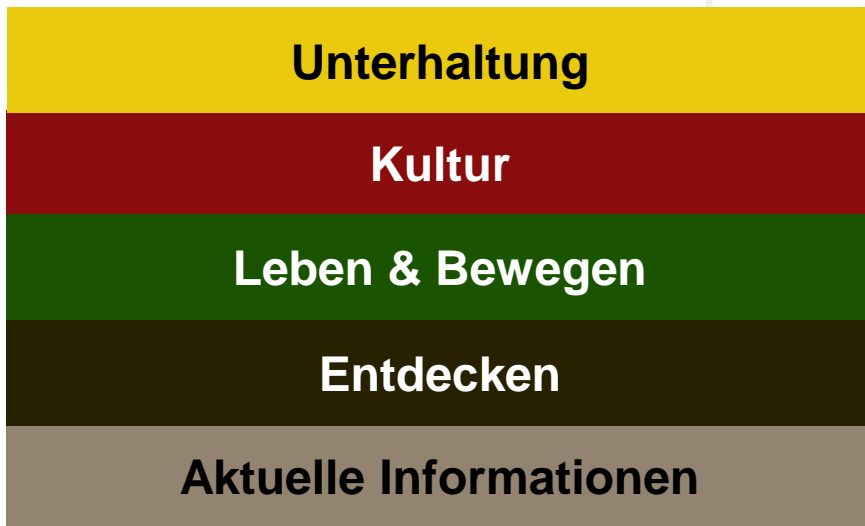 Unterhaltung
Kultur
Leben & Bewegen
Entdecken
Aktuelle Informationen